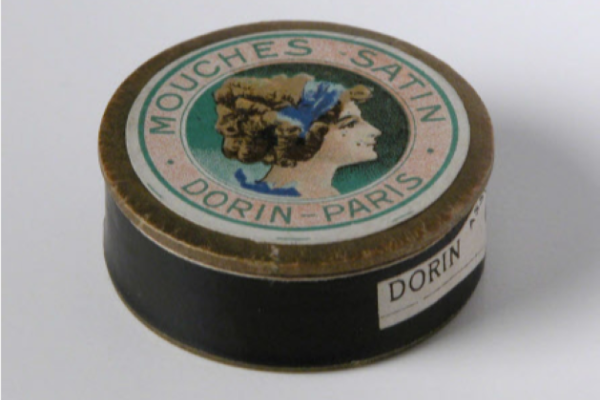 MOUCHES SATIN
DORIN - PARIS
DORIN